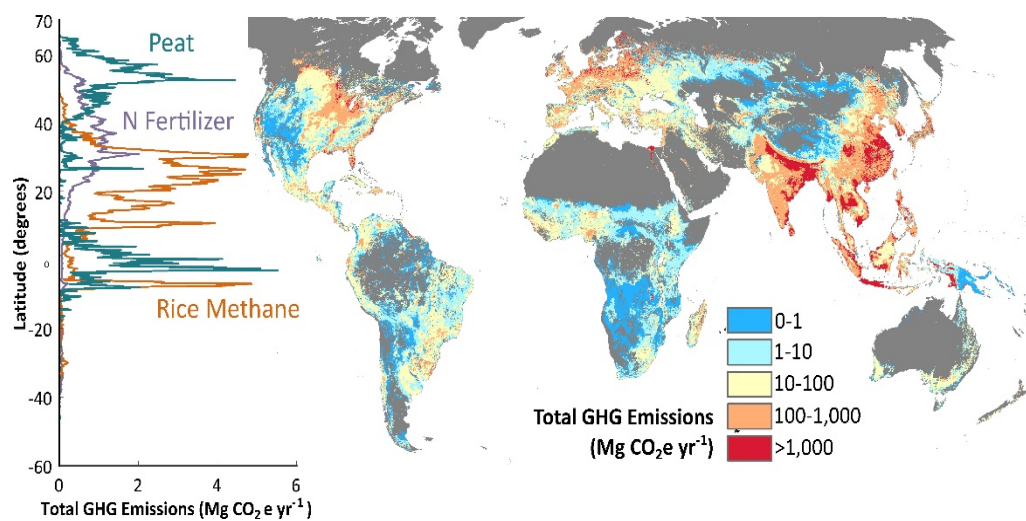 70
60
40
20
0
-20
-40
-60
Latitude (degrees)
Peat
N Fertilizer
Rice Methane
0 2 4 6
Total GHG Emissions (Mg CO₂ e yr⁻¹)
Total GHG Emissions
(Mg CO₂e yr⁻¹)
0-1
1-10
10-100
100-1,000
>1,000